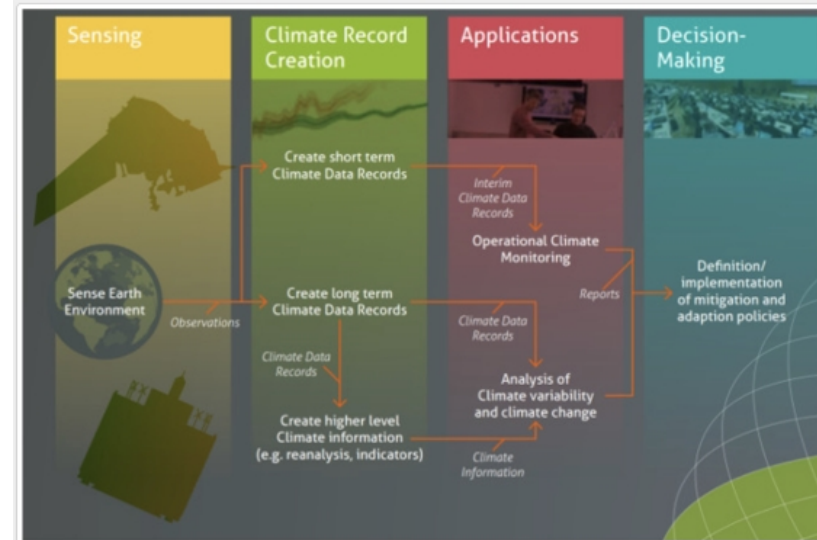 Sensing
Climate Record
Creation
Applications
Decision-
Making
Create short term
Climate Data Records
Interim
Climate Data
Records
Operational Climate
Monitoring
Sense Earth
Environment
Observations
Create long term
Climate Data Records
Climate Data
Records
Reports
Definition/
implementation
of mitigation and
adaption policies
Climate Data
Records
Analysis of
Climate variability
and climate change
Create higher level
Climate information
(e.g. reanalysis, indicators)
Climate
Information